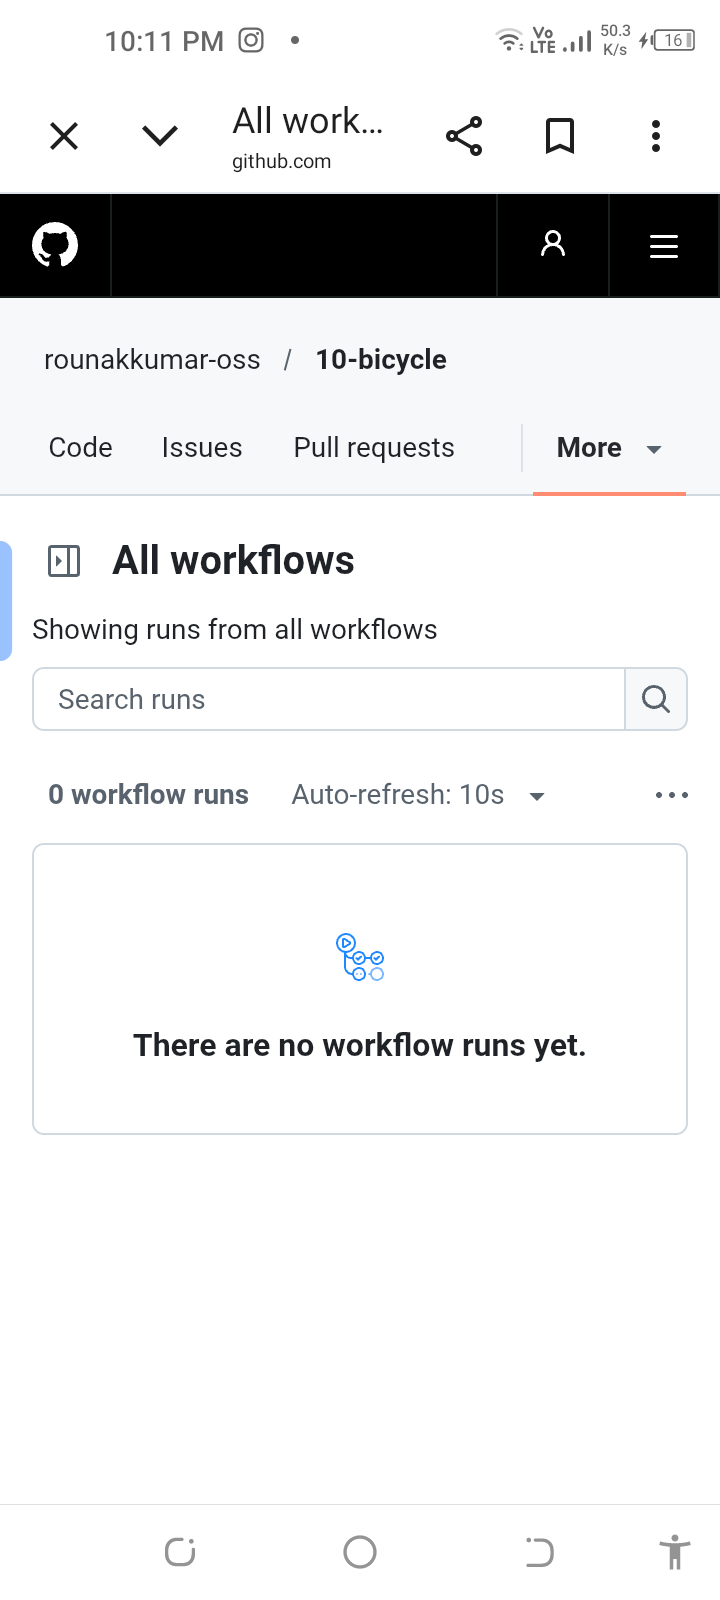 10:11 PM
Vo LTE
50.3 K/s
16
All work...
github.com
rounakkumar-oss / 10-bicycle
Code Issues Pull requests More
All workflows
Showing runs from all workflows
Search runs
0 workflow runs Auto-refresh: 10s
There are no workflow runs yet.